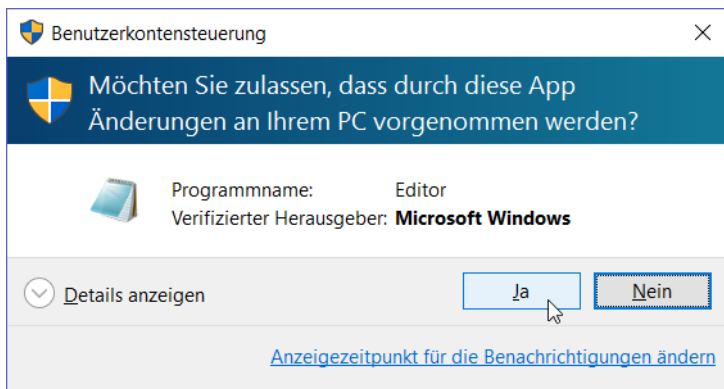 Benutzerkontensteuerung
Möchten Sie zulassen, dass durch diese App
Änderungen an Ihrem PC vorgenommen werden?
Programmname: Editor
Verifizierter Herausgeber: Microsoft Windows
Details anzeigen
Ja Nein
Anzeigezeitpunkt für die Benachrichtigungen ändern